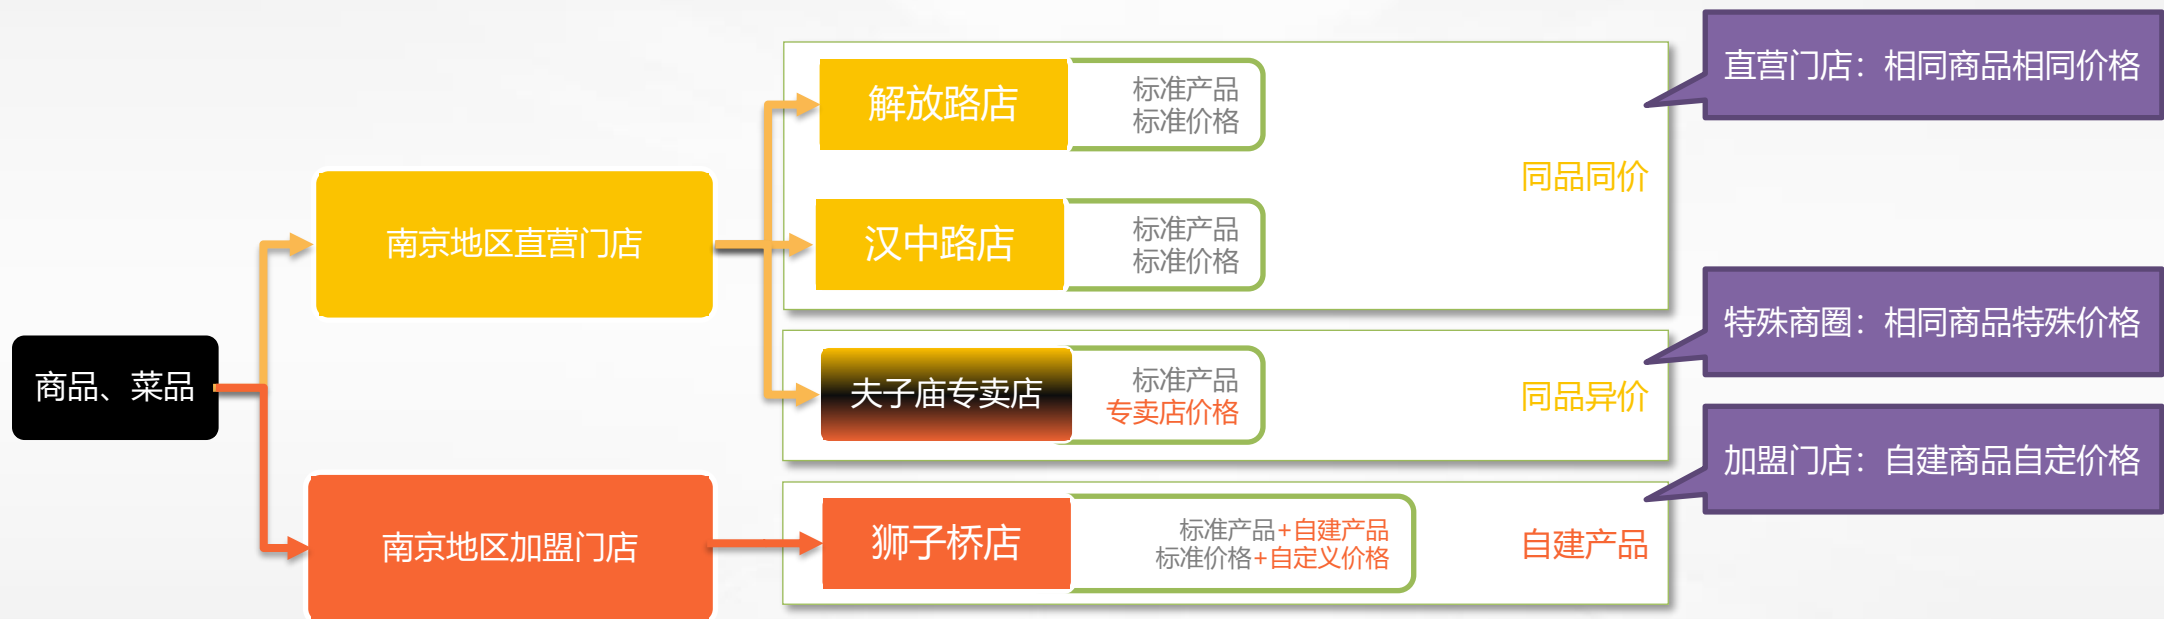 商品、菜品
南京地区直营门店
南京地区加盟门店
解放路店
标准产品
标准价格
汉中路店
标准产品
标准价格
同品同价
夫子庙专卖店
标准产品
专卖店价格
同品异价
狮子桥店
标准产品+自建产品
标准价格+自定义价格
自建产品
直营门店：相同商品相同价格
特殊商圈：相同商品特殊价格
加盟门店：自建商品自定价格